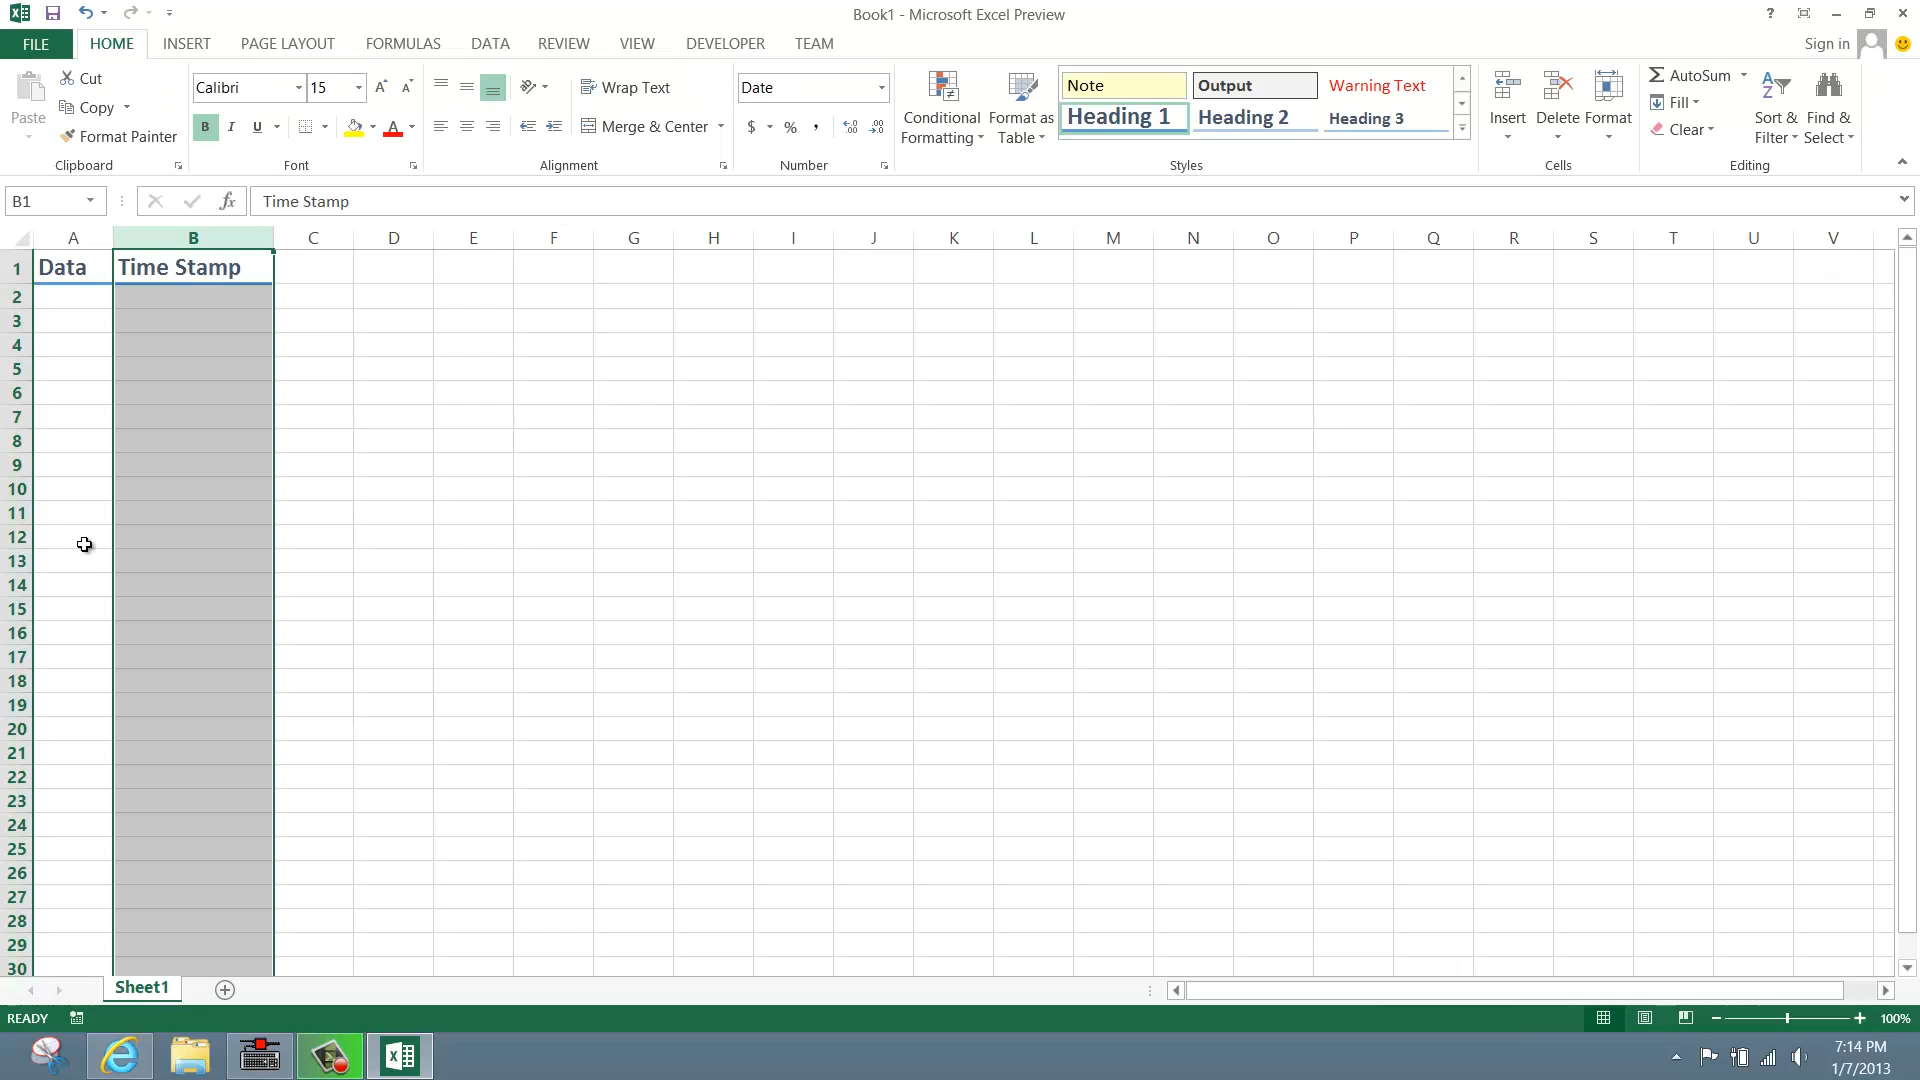 Book1 - Microsoft Excel Preview
?
FILE HOME INSERT PAGE LAYOUT FORMULAS DATA REVIEW VIEW DEVELOPER TEAM Sign in
Paste
Cut
Copy
Format Painter
Clipboard
Calibri 15
B I U
Font
Wrap Text
Merge & Center
Alignment
Date
$ % ,
Number
Conditional Formatting
Format as Table
Note Output Warning Text
Heading 1 Heading 2 Heading 3
Styles
Insert Delete Format
Cells
AutoSum
Fill
Clear
Sort & Filter
Find & Select
Editing
B1 fx Time Stamp
A B C D E F G H I J K L M N O P Q R S T U V
1 Data Time Stamp
2
3
4
5
6
7
8
9
10
11
12
13
14
15
16
17
18
19
20
21
22
23
24
25
26
27
28
29
30
Sheet1
READY 100%
7:14 PM
1/7/2013